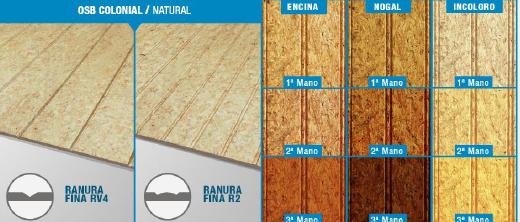 OSB COLONIAL / NATURAL
RANURA
FINA RV4
RANURA
FINA R2
ENCINA
NOGAL
INCOLORO
1ª Mano
1ª Mano
1ª Mano
2ª Mano
2ª Mano
2ª Mano
3ª Mano
3ª Mano
3ª Mano